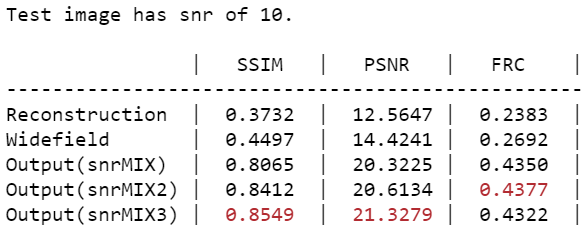 Test image has snr of 10.
| SSIM | PSNR | FRC |
---------------------------------------------------
Reconstruction | 0.3732 | 12.5647 | 0.2383 |
Widefield | 0.4497 | 14.4241 | 0.2692 |
Output(snrMIX) | 0.8065 | 20.3225 | 0.4350 |
Output(snrMIX2) | 0.8412 | 20.6134 | 0.4377 |
Output(snrMIX3) | 0.8549 | 21.3279 | 0.4322 |